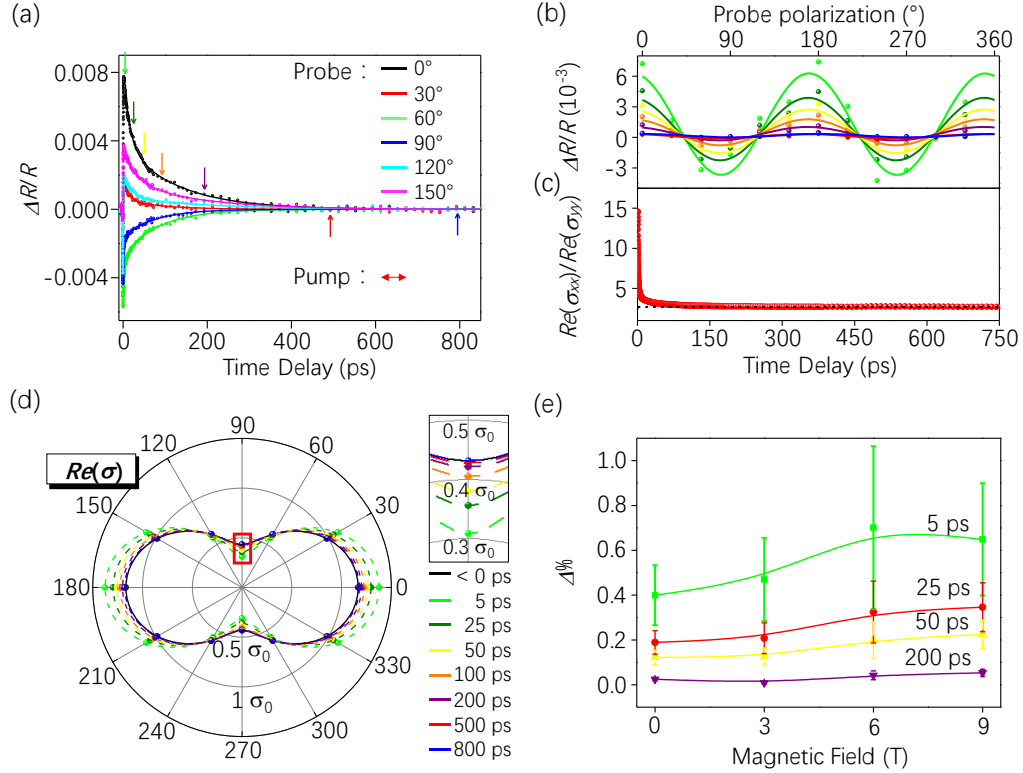 (a)
0.008
0.004
0.000
-0.004
ΔR/R
Probe :
0°
30°
60°
90°
120°
150°
Pump :
0 200 400 600 800
Time Delay (ps)
(b)
Probe polarization (°)
0 90 180 270 360
6
3
0
-3
ΔR/R (10⁻³)
(c)
15
10
5
Re(σxx)/Re(σyy)
0 150 300 450 600 750
Time Delay (ps)
(d)
Re(σ)
90
120 60
150 30
180 0
210 330
240 300
270
0.5 σ₀
1 σ₀
0.5 σ₀
0.4 σ₀
0.3 σ₀
< 0 ps
5 ps
25 ps
50 ps
100 ps
200 ps
500 ps
800 ps
(e)
1.0
0.8
0.6
0.4
0.2
0.0
Δ%
5 ps
25 ps
50 ps
200 ps
0 3 6 9
Magnetic Field (T)